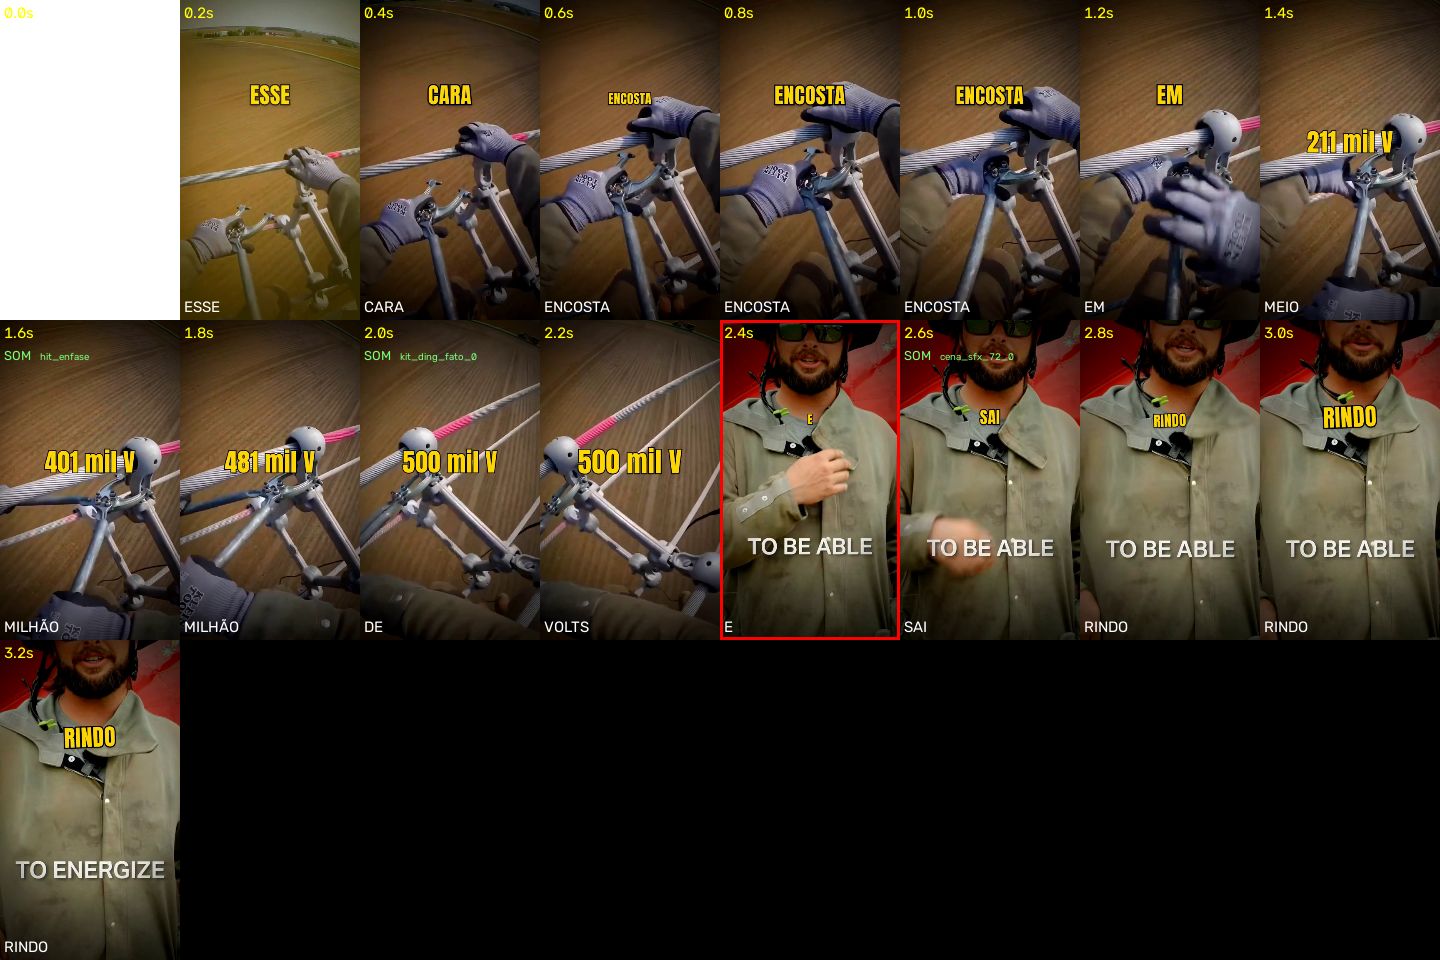 0.0s
0.2s
ESSE
ESSE
0.4s
CARA
CARA
0.6s
ENCOSTA
ENCOSTA
0.8s
ENCOSTA
ENCOSTA
1.0s
ENCOSTA
ENCOSTA
1.2s
EM
EM
1.4s
211 mil V
MEIO
1.6s
SOM hit_enfase
401 mil V
MILHÃO
1.8s
481 mil V
MILHÃO
2.0s
SOM kit_ding_fato_0
500 mil V
DE
2.2s
500 mil V
VOLTS
2.4s
E
TO BE ABLE
E
2.6s
SOM cena_sfx_72_0
SAI
TO BE ABLE
SAI
2.8s
RINDO
TO BE ABLE
RINDO
3.0s
RINDO
TO BE ABLE
RINDO
3.2s
RINDO
TO ENERGIZE
RINDO